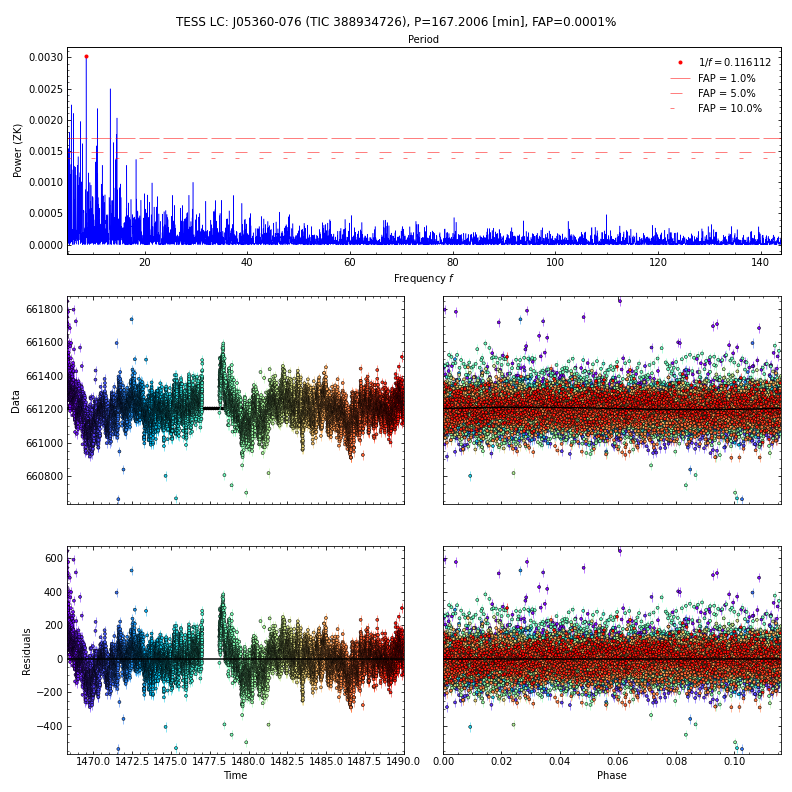 TESS LC: J05360-076 (TIC 388934726), P=167.2006 [min], FAP=0.0001%
Period
0.0030
0.0025
0.0020
0.0015
0.0010
0.0005
0.0000
Power (ZK)
1/f = 0.116112
FAP = 1.0%
FAP = 5.0%
FAP = 10.0%
20 40 60 80 100 120 140
Frequency f
661800
661600
661400
661200
661000
660800
Data
600
400
200
0
−200
−400
Residuals
1470.0 1472.5 1475.0 1477.5 1480.0 1482.5 1485.0 1487.5 1490.0
Time
0.00 0.02 0.04 0.06 0.08 0.10
Phase